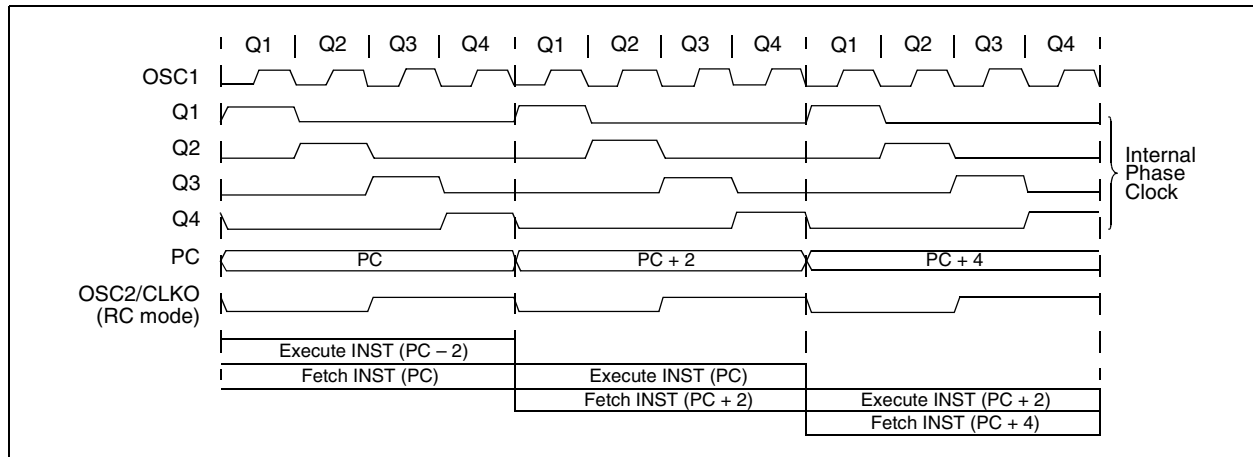 Q1 Q2 Q3 Q4 Q1 Q2 Q3 Q4 Q1 Q2 Q3 Q4
OSC1
Q1
Q2
Q3
Q4
Internal
Phase
Clock
PC PC PC + 2 PC + 4
OSC2/CLKO
(RC mode)
Execute INST (PC – 2)
Fetch INST (PC) Execute INST (PC)
Fetch INST (PC + 2) Execute INST (PC + 2)
Fetch INST (PC + 4)